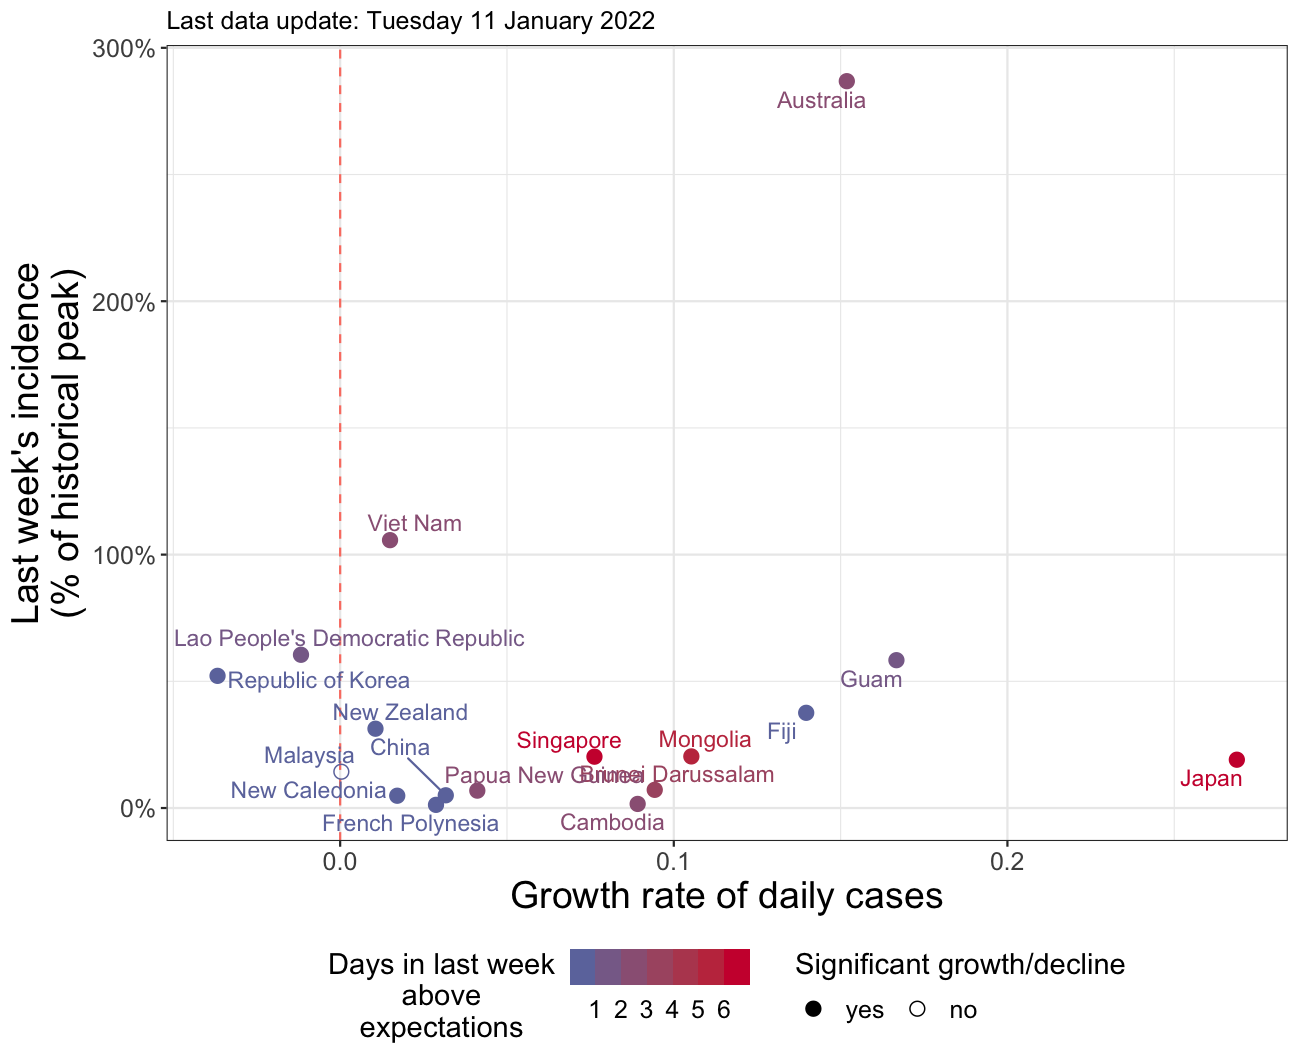 Last data update: Tuesday 11 January 2022
300%
200%
100%
0%
Last week's incidence
(% of historical peak)
Australia
Viet Nam
Lao People's Democratic Republic
Republic of Korea
Guam
New Zealand
Fiji
Singapore
Mongolia
China
Malaysia
Papua New Guinea
Brunei Darussalam
Japan
New Caledonia
French Polynesia
Cambodia
0.0
0.1
0.2
Growth rate of daily cases
Days in last week
above
expectations
1 2 3 4 5 6
Significant growth/decline
yes
no